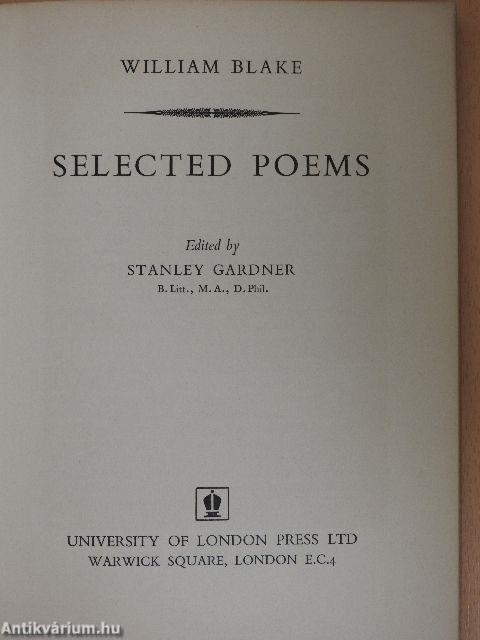 WILLIAM BLAKE
SELECTED POEMS
Edited by
STANLEY GARDNER
B. Litt., M. A., D. Phil.
UNIVERSITY OF LONDON PRESS LTD
WARWICK SQUARE, LONDON E.C.4
Antikvárium.hu